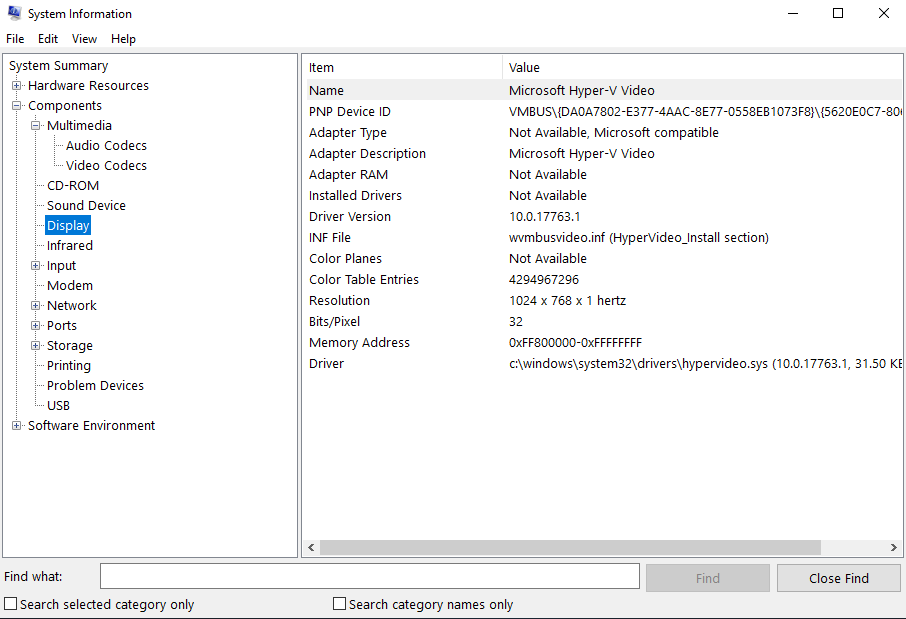 System Information
File Edit View Help
System Summary
Hardware Resources
Components
Multimedia
Audio Codecs
Video Codecs
CD-ROM
Sound Device
Display
Infrared
Input
Modem
Network
Ports
Storage
Printing
Problem Devices
USB
Software Environment
Item Value
Name Microsoft Hyper-V Video
PNP Device ID VMBUS\{DA0A7802-E377-4AAC-8E77-0558EB1073F8}\{5620E0C7-80
Adapter Type Not Available, Microsoft compatible
Adapter Description Microsoft Hyper-V Video
Adapter RAM Not Available
Installed Drivers Not Available
Driver Version 10.0.17763.1
INF File wvmbusvideo.inf (HyperVideo_Install section)
Color Planes Not Available
Color Table Entries 4294967296
Resolution 1024 x 768 x 1 hertz
Bits/Pixel 32
Memory Address 0xFF800000-0xFFFFFFFF
Driver c:\windows\system32\drivers\hypervideo.sys (10.0.17763.1, 31.50 KB
Find what:
Find
Close Find
Search selected category only
Search category names only